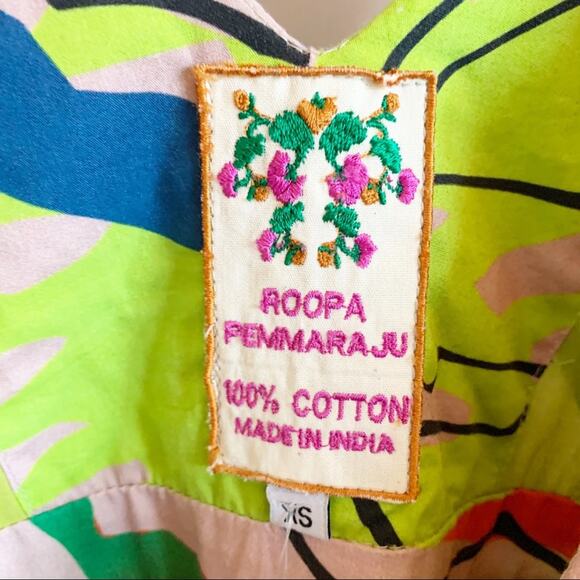 ROOPA
PEMMARAJU
100% COTTON
MADE IN INDIA
XS